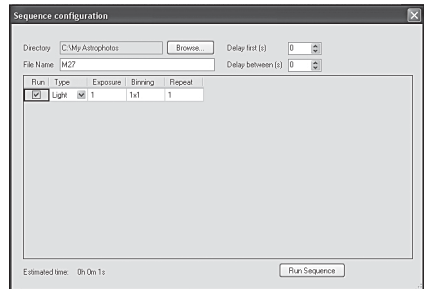 Sequence configuration
Directory C:\My Astrophotos Browse... Delay first (s) 0
File Name M27 Delay between (s) 0
Run Type Exposure Binning Repeat
Light 1 1x1 1
Estimated time: 0h 0m 1s Run Sequence